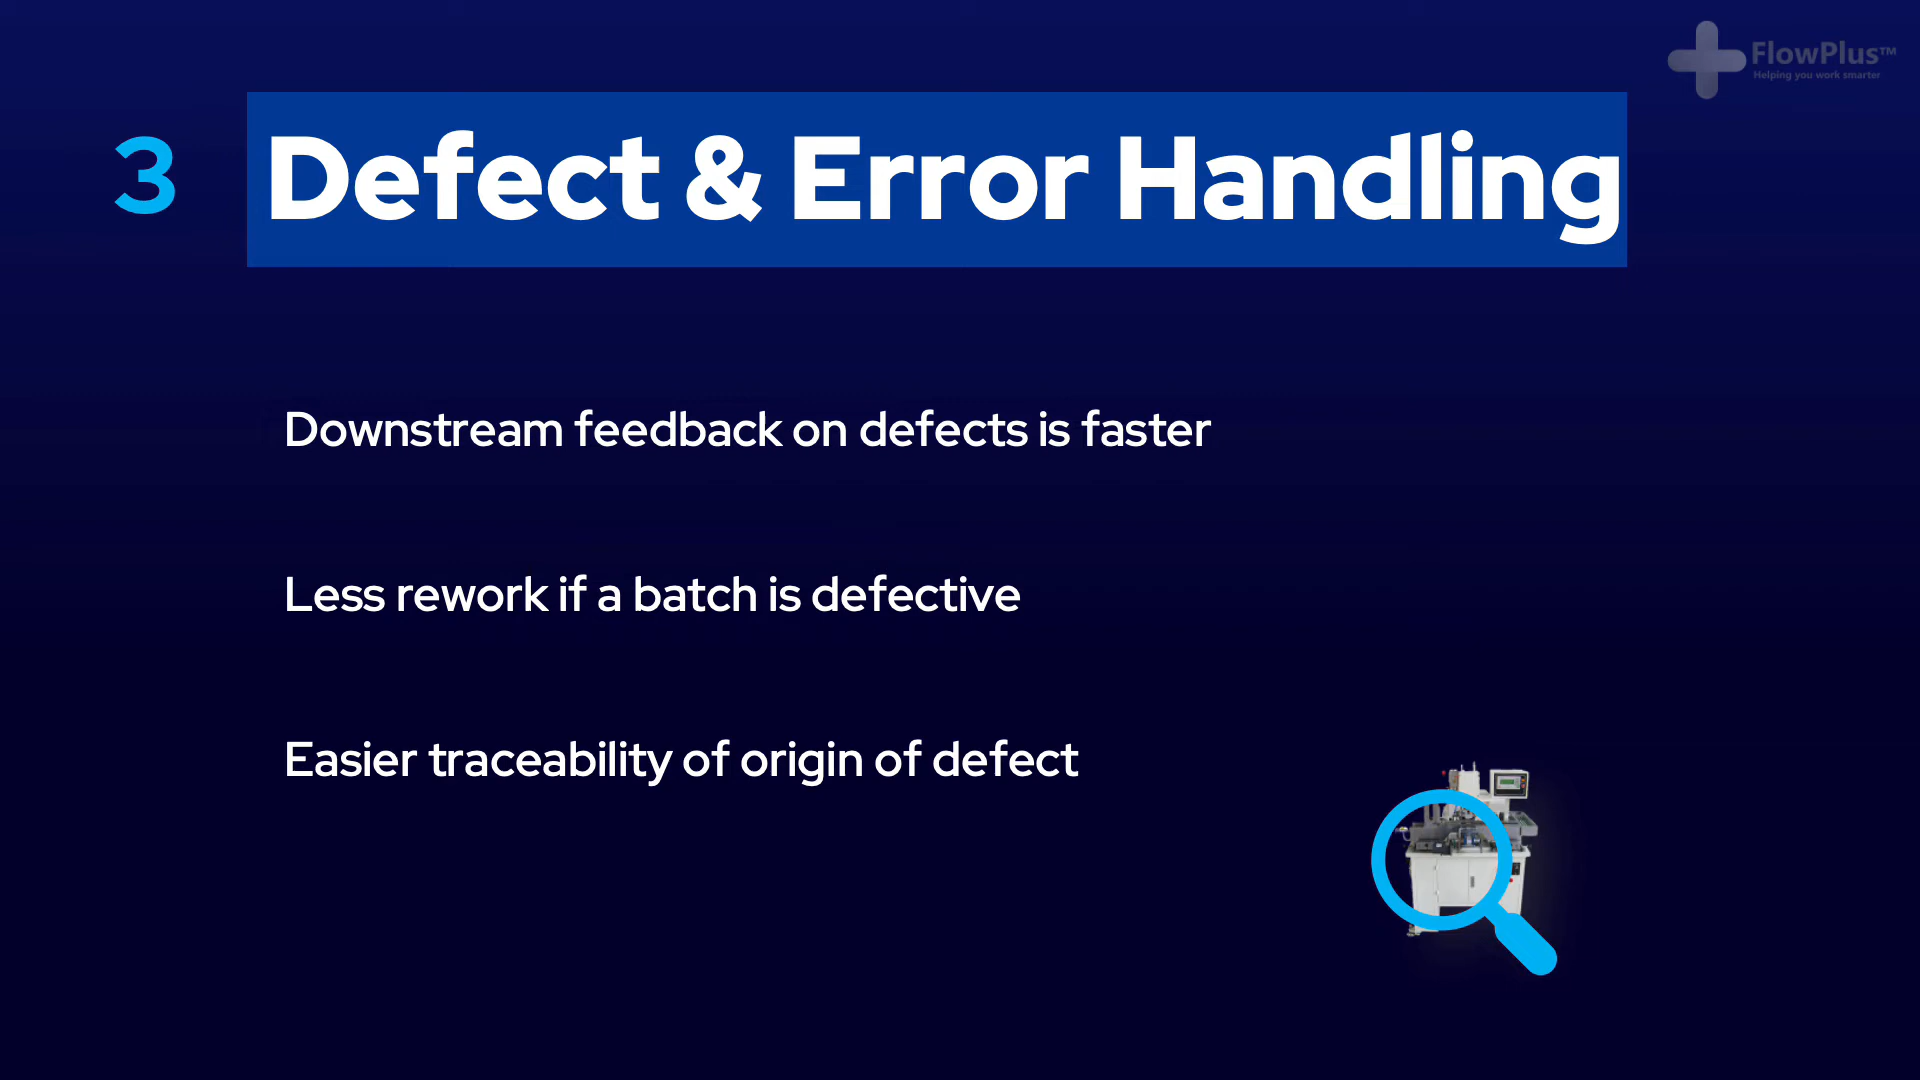 FlowPlus™
Helping you work smarter
3 Defect & Error Handling
Downstream feedback on defects is faster
Less rework if a batch is defective
Easier traceability of origin of defect